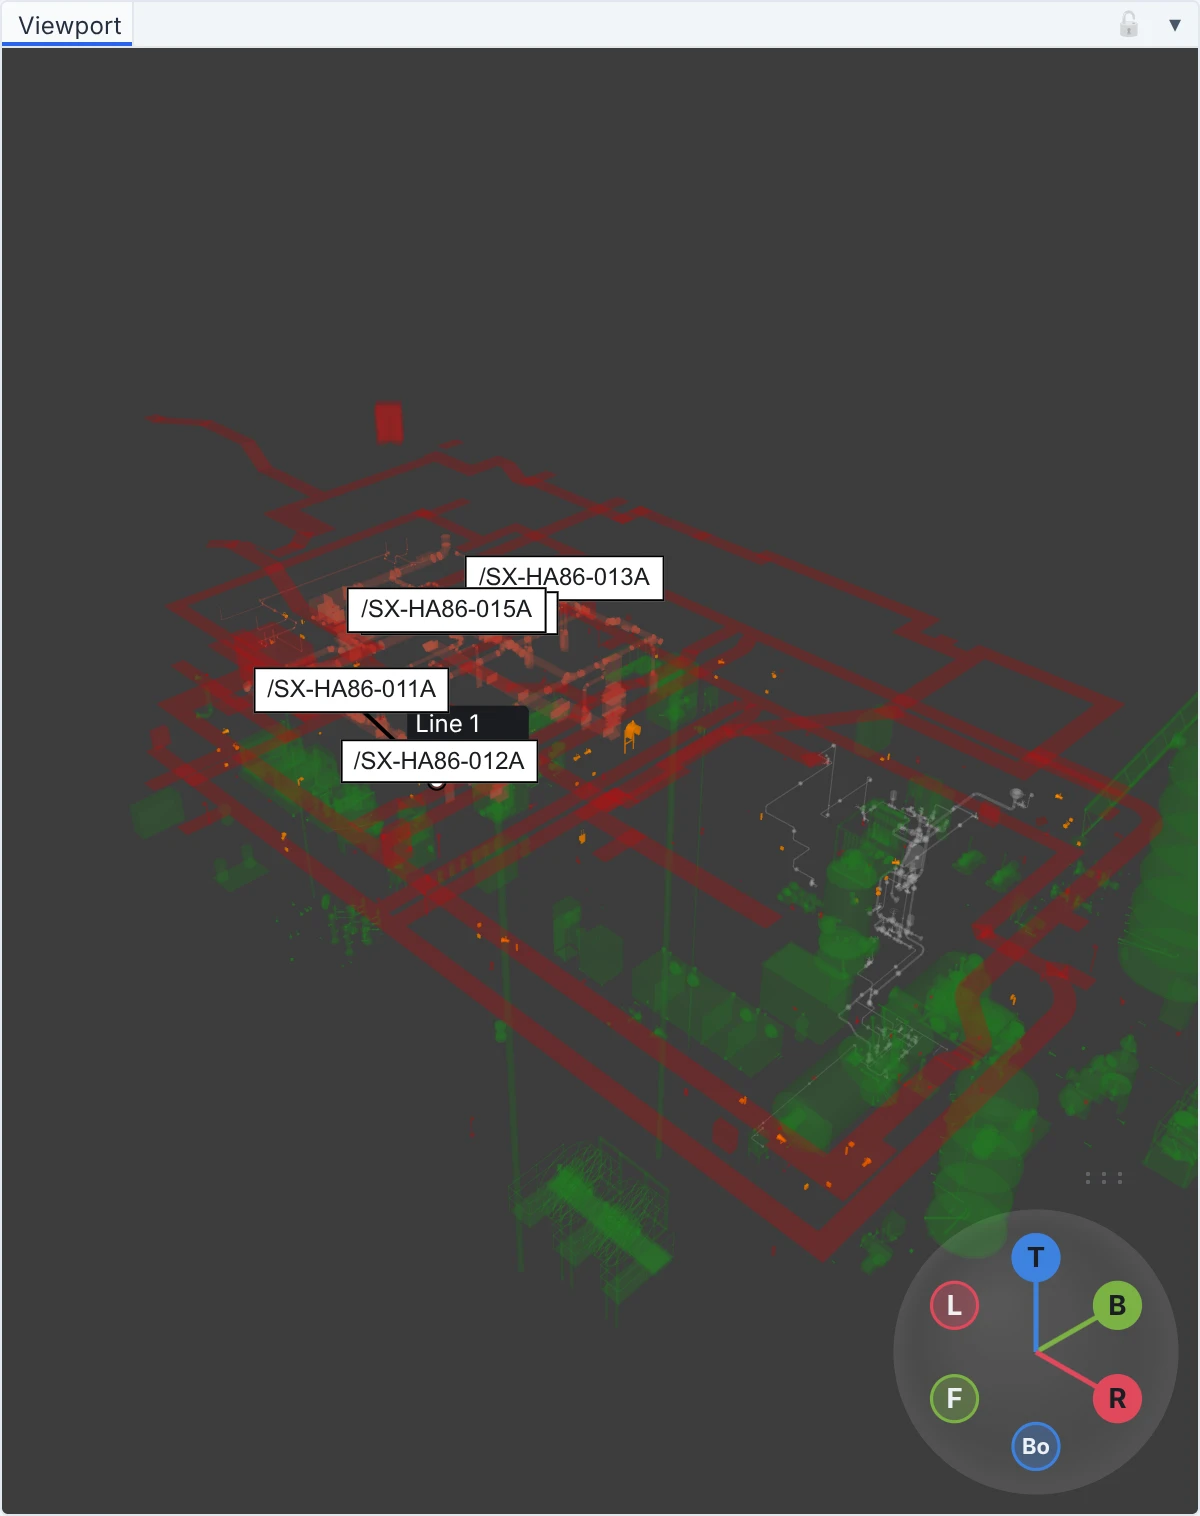 Viewport
/SX-HA86-013A
/SX-HA86-015A
/SX-HA86-011A
Line 1
/SX-HA86-012A
T
L
B
F
R
Bo